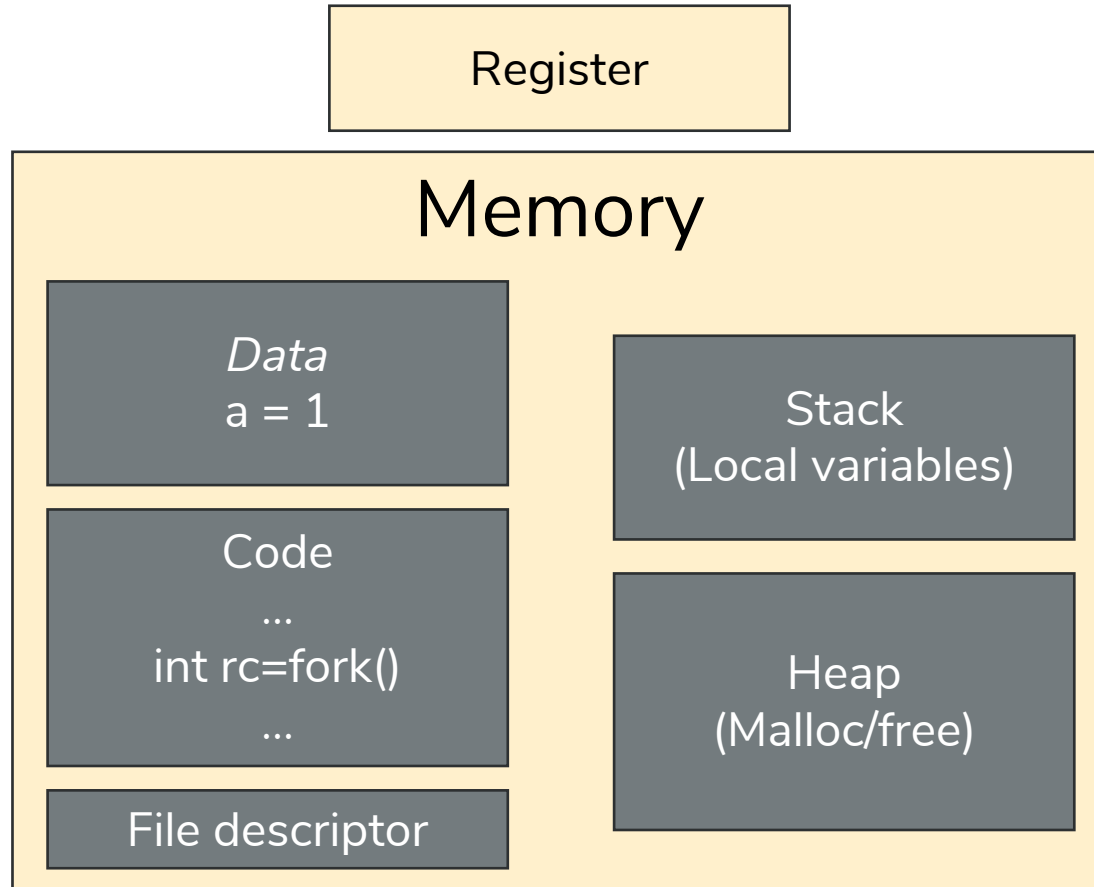 Register
Memory
Data
a = 1
Code
...
int rc=fork()
...
File descriptor
Stack
(Local variables)
Heap
(Malloc/free)